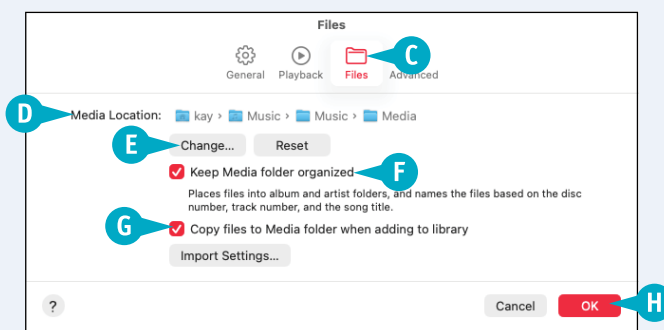 Files
General Playback Files Advanced
C
D
Media Location: kay › Music › Music › Media
E
Change... Reset
Keep Media folder organized
F
Places files into album and artist folders, and names the files based on the disc
number, track number, and the song title.
G
Copy files to Media folder when adding to library
Import Settings...
? Cancel OK
H